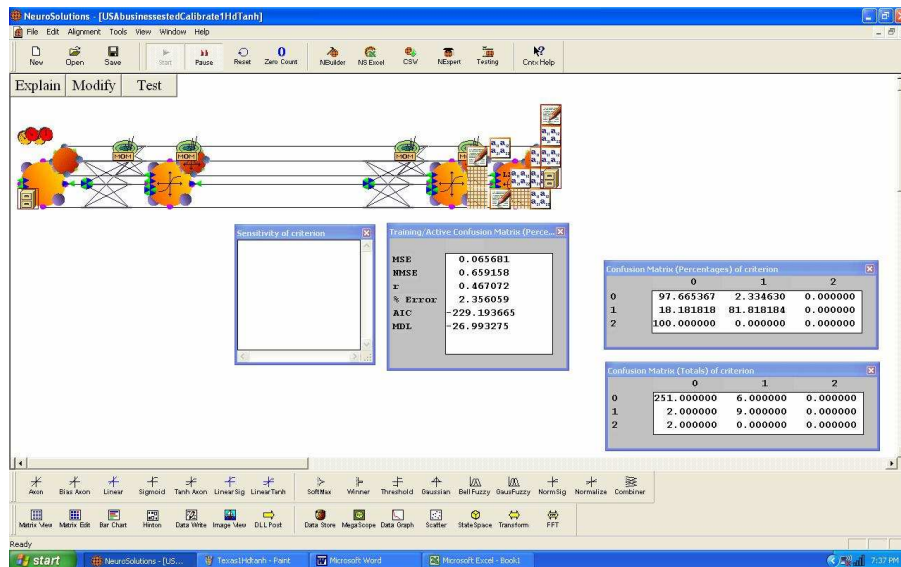 NeuroSolutions - [USAbusinessestedCalibrate1HdTanh]
File Edit Alignment Tools View Window Help
New Open Save Start Pause Reset Zero Count NBuilder NS Excel CSV NExpert Testing Cntx Help
Explain Modify Test
MOM MOM MOM
Sensitivity of criterion
Training/Active Confusion Matrix (Perce...
MSE 0.065681
NMSE 0.659158
r 0.467072
% Error 2.356059
AIC -229.193665
MDL -26.993275
Confusion Matrix (Percentages) of criterion
0 1 2
0 97.665367 2.334630 0.000000
1 18.181818 81.818184 0.000000
2 100.000000 0.000000 0.000000
Confusion Matrix (Totals) of criterion
0 1 2
0 251.000000 6.000000 0.000000
1 2.000000 9.000000 0.000000
2 2.000000 0.000000 0.000000
Axon Bias Axon Linear Sigmoid Tanh Axon LinearSig LinearTanh SoftMax Winner Threshold Gaussian BellFuzzy GausFuzzy NormSig Normalize Combiner
Matrix View Matrix Edit Bar Chart Hinton Data Write Image View DLL Post Data Store MegaScope Data Graph Scatter StateSpace Transform FFT
Ready
start NeuroSolutions - [US... Texas1Hdtanh - Paint Microsoft Word Microsoft Excel - Book1 7:37 PM